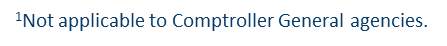 ¹Not applicable to Comptroller General agencies.